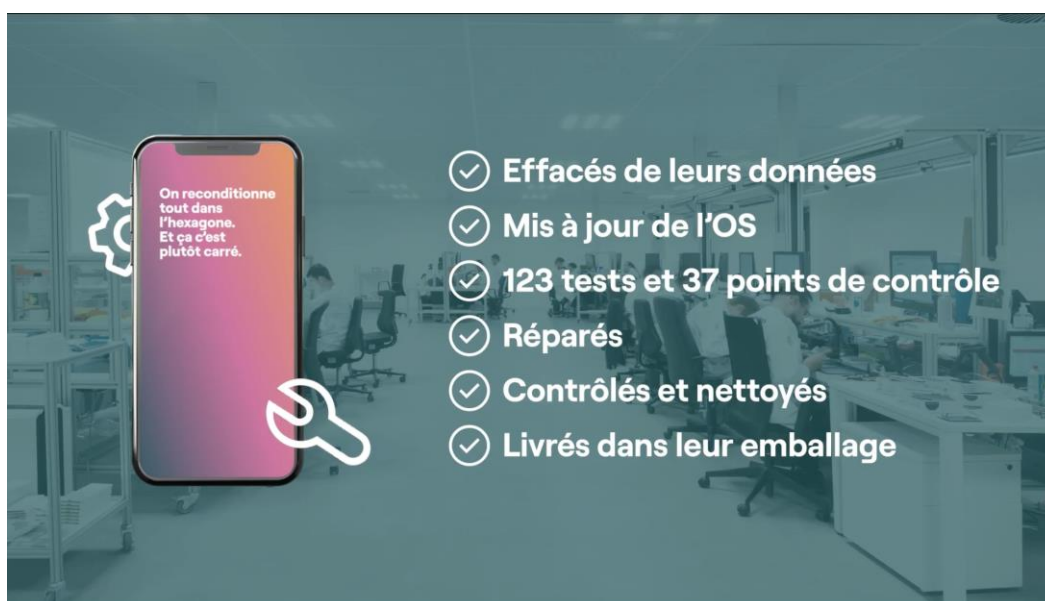 On reconditionne
tout dans
l'hexagone.
Et ça c'est
plutôt carré.
Effacés de leurs données
Mis à jour de l'OS
123 tests et 37 points de contrôle
Réparés
Contrôlés et nettoyés
Livrés dans leur emballage